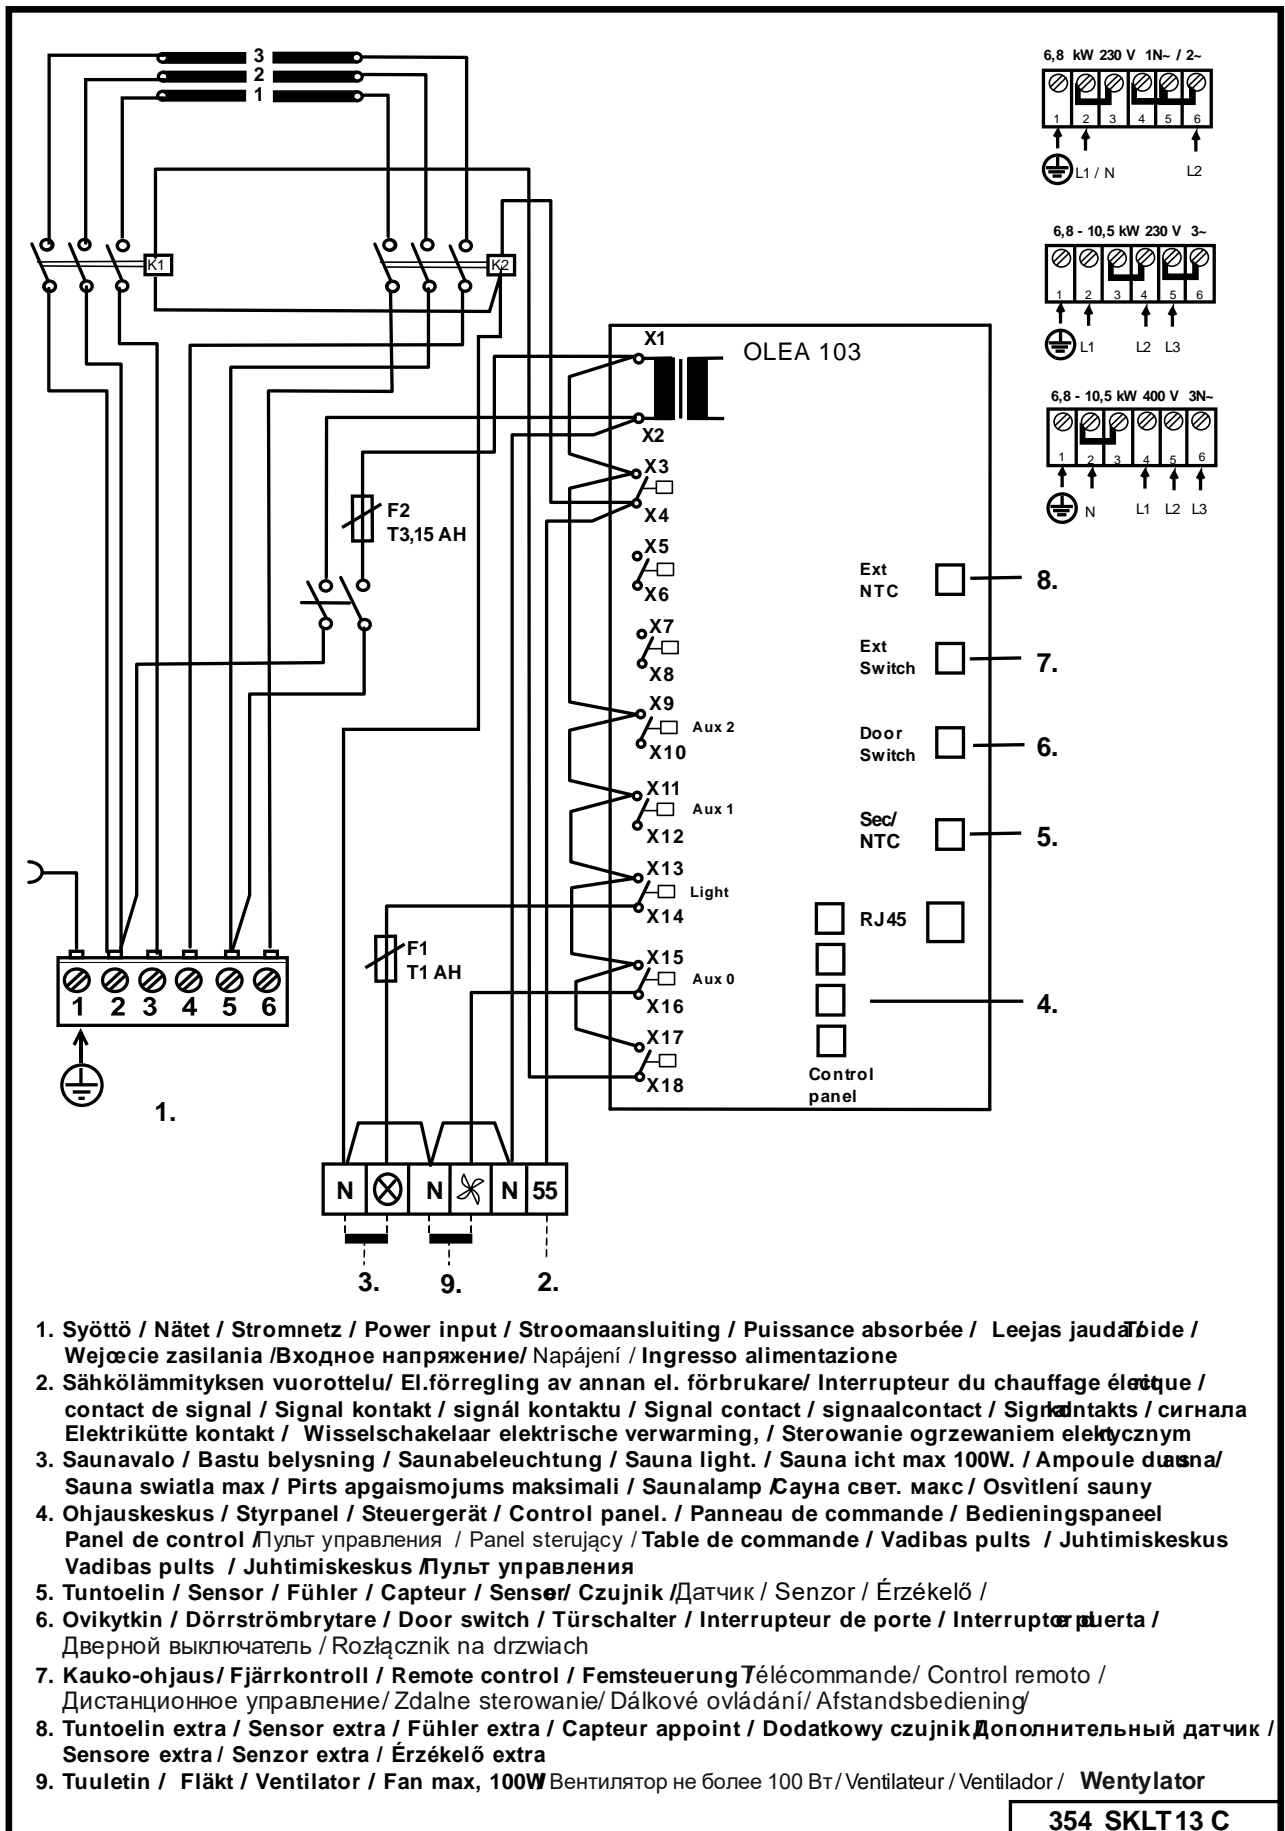 3
2
1
6,8 kW 230 V 1N~ / 2~
1 2 3 4 5 6
L1 / N L2
6,8 - 10,5 kW 230 V 3~
1 2 3 4 5 6
L1 L2 L3
6,8 - 10,5 kW 400 V 3N~
1 2 3 4 5 6
N L1 L2 L3
K1
K2
OLEA 103
X1
X2
X3
X4
X5
X6
X7
X8
X9
Aux 2
X10
X11
Aux 1
X12
X13
Light
X14
X15
Aux 0
X16
X17
X18
F2
T3,15 AH
F1
T1 AH
Ext
NTC
8.
Ext
Switch
7.
Door
Switch
6.
Sec/
NTC
5.
RJ45
4.
Control
panel
1 2 3 4 5 6
1.
N N N 55
3. 9. 2.
1. Syöttö / Nätet / Stromnetz / Power input / Stroomaansluiting / Puissance absorbée / Leejas jauda /
Wejœcie zasilania /Входное напряжение/ Napájení / Ingresso alimentazione
2. Sähkölämmityksen vuorottelu/ El.förregling av annan el. förbrukare/ Interrupteur du chauffage /
contact de signal / Signal kontakt / signál kontaktu / Signal contact / signaalcontact / / сигнала
Elektrikütte kontakt / Wisselschakelaar elektrische verwarming, / Sterowanie ogrzewaniem
3. Saunavalo / Bastu belysning / Saunabeleuchtung / Sauna light. / Sauna icht max 100W. / Ampoule
Sauna swiatla max / Pirts apgaismojums maksimali / Saunalamp /Сауна свет. макс / Osvìtlení sauny
4. Ohjauskeskus / Styrpanel / Steuergerät / Control panel. / Panneau de commande / Bedieningspaneel
Panel de control /Пульт управления / Panel sterujący / Table de commande / Vadibas pults / Juhtimiskeskus
Vadibas pults / Juhtimiskeskus /Пульт управления
5. Tuntoelin / Sensor / Fühler / Capteur / / Czujnik /Датчик / Senzor / Érzékelő /
6. Ovikytkin / Dörrströmbrytare / Door switch / Türschalter / Interrupteur de porte / /
Дверной выключатель / Rozłącznik na drzwiach
7. Kauko-ohjaus/ Fjärrkontroll / Remote control / Femsteuerung Télécommande/ Control remoto /
Дистанционное управление/ Zdalne sterowanie/ Dálkové ovládání/ Afstandsbediening/
8. Tuntoelin extra / Sensor extra / Fühler extra / Capteur appoint / Dodatkowy czujnik Дополнительный датчик /
Sensore extra / Senzor extra / Érzékelő extra
9. Tuuletin / Fläkt / Ventilator / Fan max, 100W Вентилятор не более 100 Вт / Ventilateur / Ventilador / Wentylator
354 SKLT 13 C